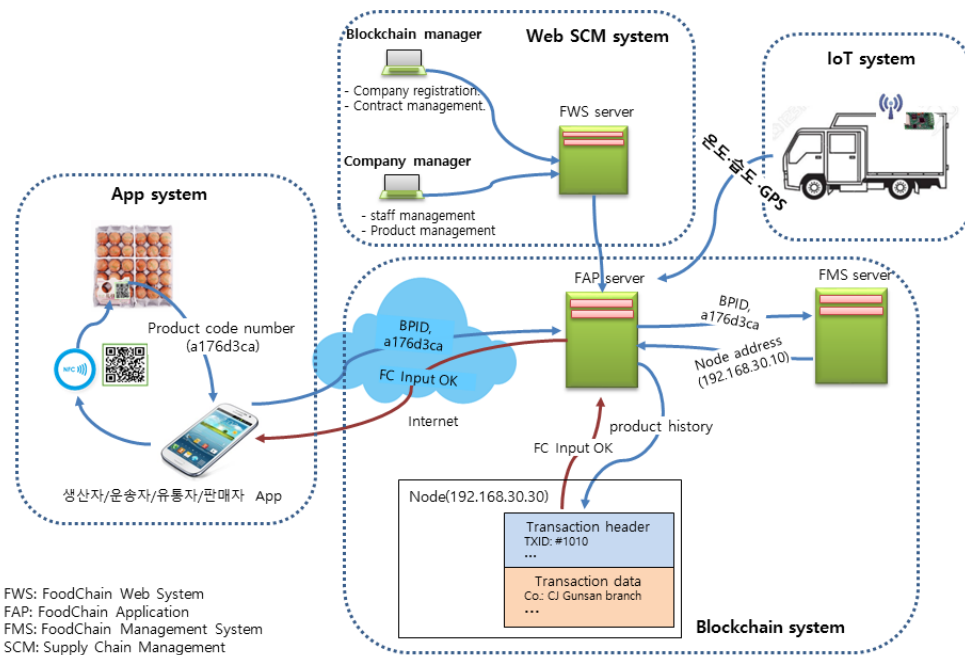 Blockchain manager
- Company registration.
- Contract management.
Company manager
- staff management
- Product management
Web SCM system
FWS server
IoT system
온도·습도·GPS
App system
Product code number
(a176d3ca)
NFC
생산자/운송자/유통자/판매자 App
BPID,
a176d3ca
FC Input OK
Internet
FAP server
FMS server
BPID,
a176d3ca
Node address
(192.168.30.10)
product history
FC Input OK
Node(192.168.30.30)
Transaction header
TXID: #1010
...
Transaction data
Co.: CJ Gunsan branch
...
Blockchain system
FWS: FoodChain Web System
FAP: FoodChain Application
FMS: FoodChain Management System
SCM: Supply Chain Management